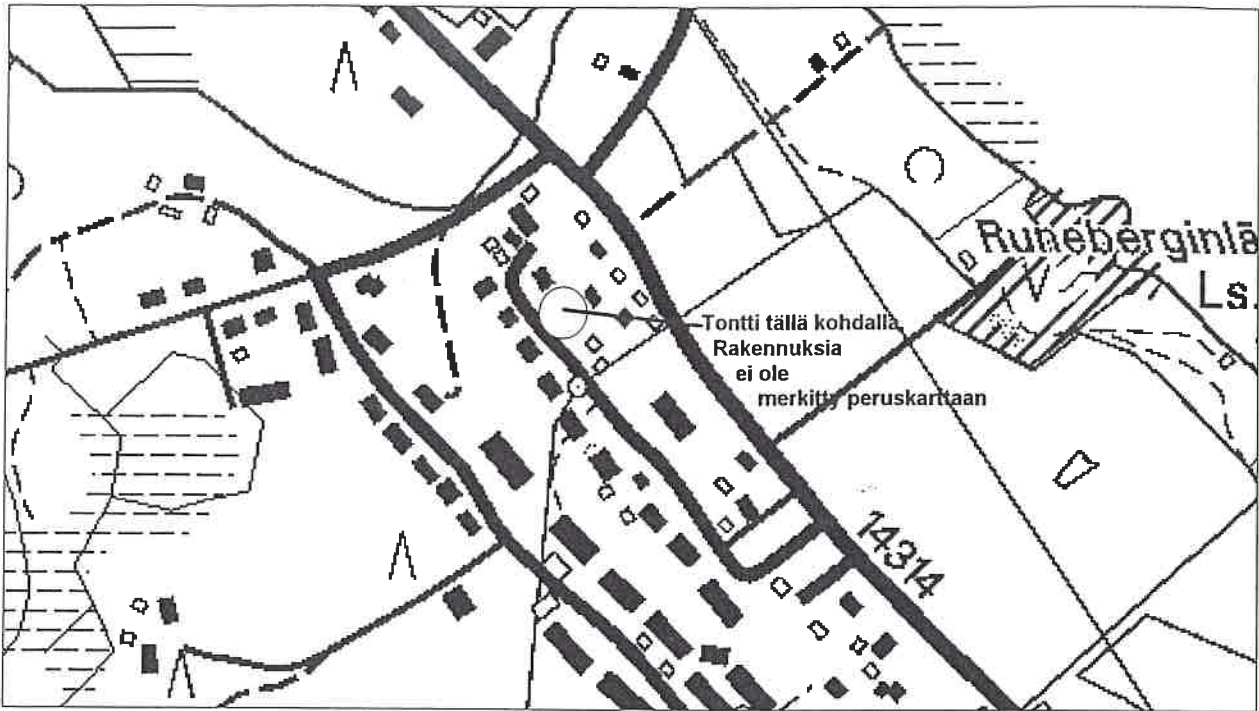 Runeberginlä
Ls.
Tontti tällä kohdalla
Rakennuksia
ei ole
merkitty peruskarttaan
14314